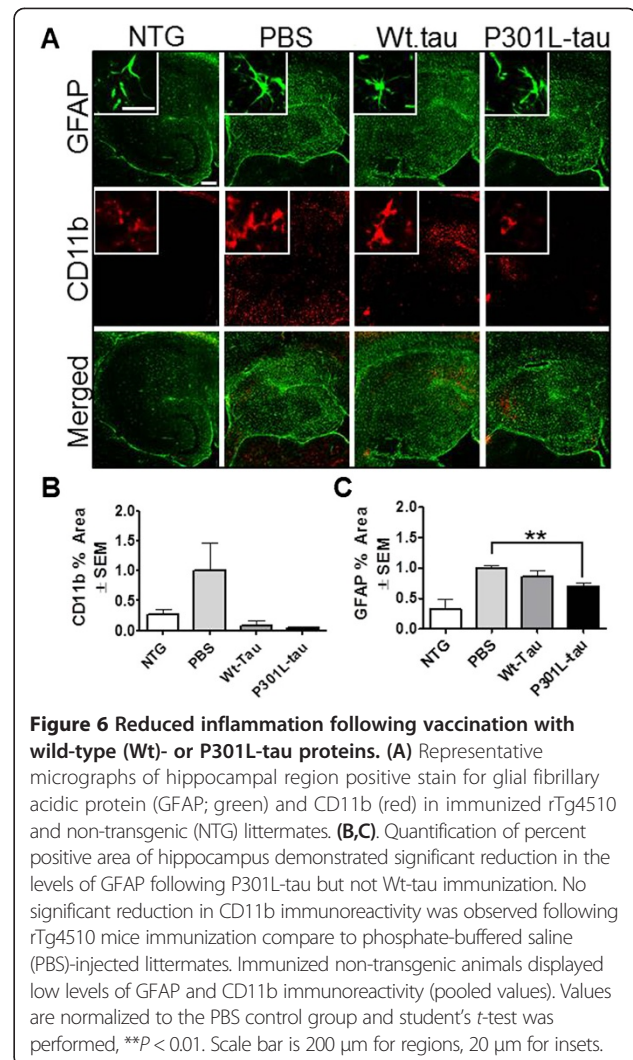 A
NTG PBS Wt.tau P301L-tau
GFAP
CD11b
Merged
B
CD11b % Area
± SEM
2.0
1.5
1.0
0.5
0.0
NTG
PBS
Wt-Tau
P301L-tau
C
GFAP % Area
± SEM
2.0
1.5
1.0
0.5
0.0
**
NTG
PBS
Wt-Tau
P301L-tau
Figure 6 Reduced inflammation following vaccination with
wild-type (Wt)- or P301L-tau proteins. (A) Representative
micrographs of hippocampal region positive stain for glial fibrillary
acidic protein (GFAP; green) and CD11b (red) in immunized rTg4510
and non-transgenic (NTG) littermates. (B,C). Quantification of percent
positive area of hippocampus demonstrated significant reduction in the
levels of GFAP following P301L-tau but not Wt-tau immunization. No
significant reduction in CD11b immunoreactivity was observed following
rTg4510 mice immunization compare to phosphate-buffered saline
(PBS)-injected littermates. Immunized non-transgenic animals displayed
low levels of GFAP and CD11b immunoreactivity (pooled values). Values
are normalized to the PBS control group and student's t-test was
performed, **P < 0.01. Scale bar is 200 μm for regions, 20 μm for insets.